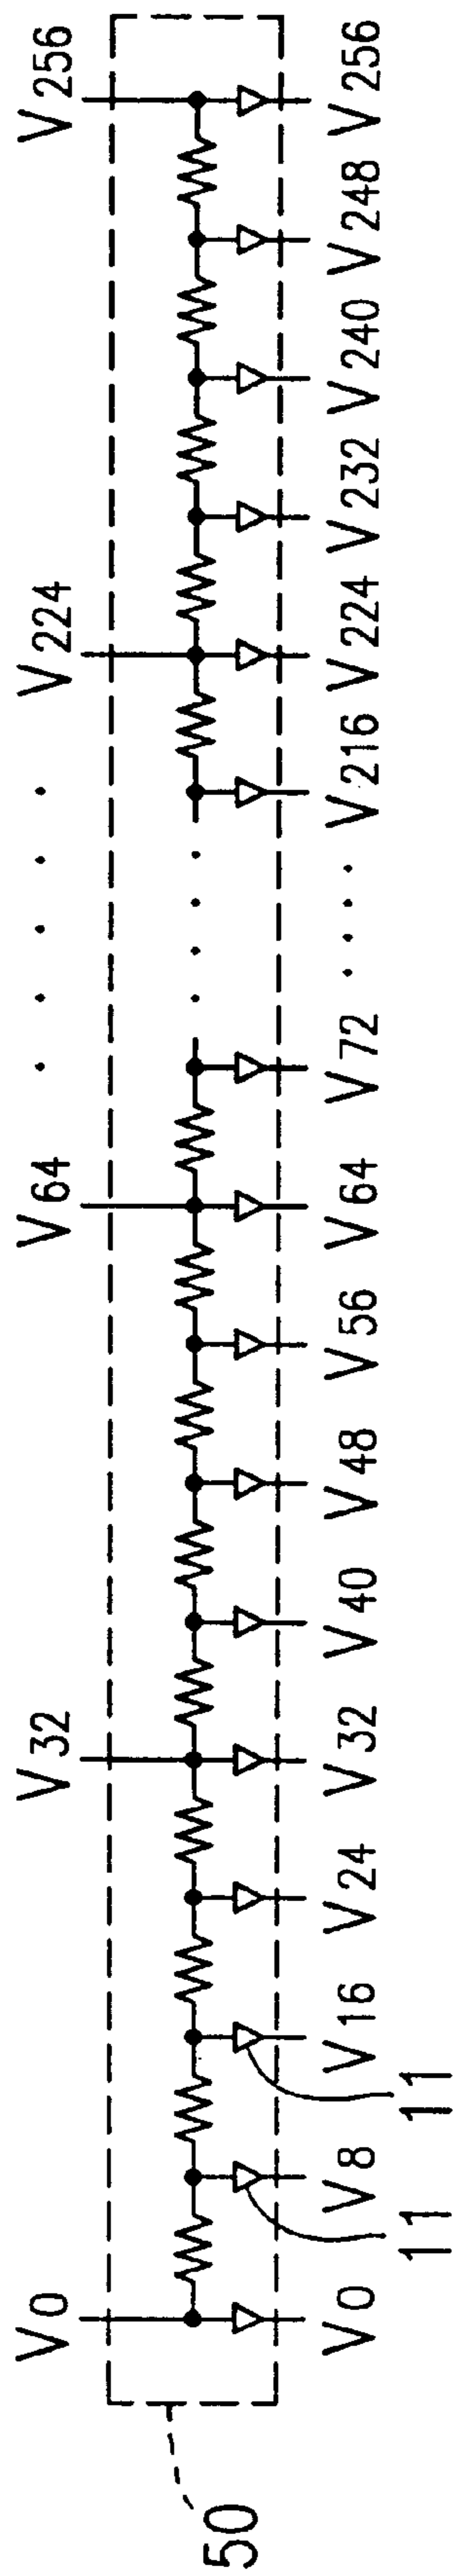 V0 V32 V64 . . . . . V224 V256
50
V0 V8 V16 V24 V32 V40 V48 V56 V64 V72 . . . . V216 V224 V232 V240 V248 V256
11 11